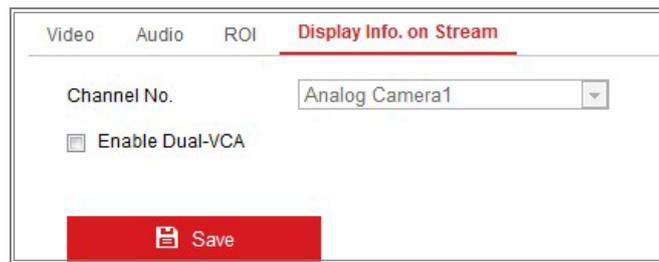 Video Audio ROI Display Info. on Stream
Channel No. Analog Camera1
Enable Dual-VCA
Save